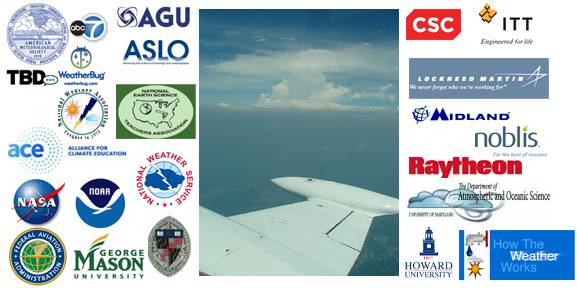 AMERICAN METEOROLOGICAL SOCIETY
abc 7
AGU
ASLO
TBD...
WeatherBug
weatherbug.com
National Weather Association
NATIONAL
EARTH SCIENCE
TEACHERS ASSOCIATION
ace
ALLIANCE FOR
CLIMATE EDUCATION
NATIONAL WEATHER SERVICE
NASA
NOAA
FEDERAL AVIATION
ADMINISTRATION
GEORGE
MASON
UNIVERSITY
CSC
ITT
Engineered for life
LOCKHEED MARTIN
We never forget who we're working for
MIDLAND
noblis
For the best of reasons
Raytheon
The Department of
Atmospheric and Oceanic Science
UNIVERSITY OF MARYLAND
1867
HOWARD
UNIVERSITY
How The
Weather
Works